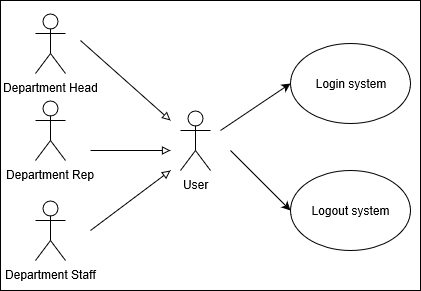 Department Head
Department Rep
Department Staff
User
Login system
Logout system